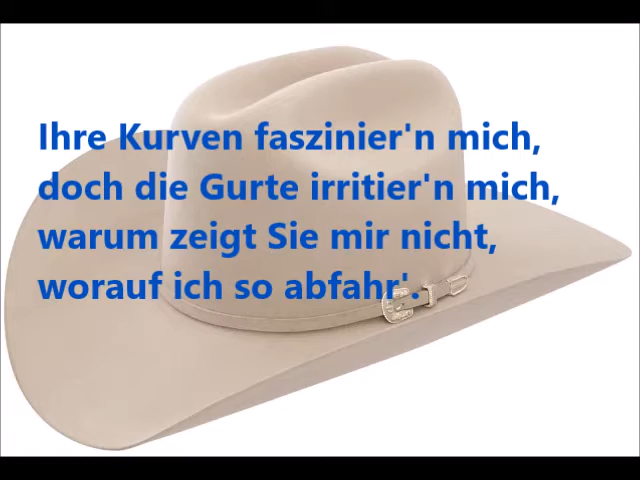 Ihre Kurven faszinier'n mich,
doch die Gurte irritier'n mich,
warum zeigt Sie mir nicht,
worauf ich so abfahr'.